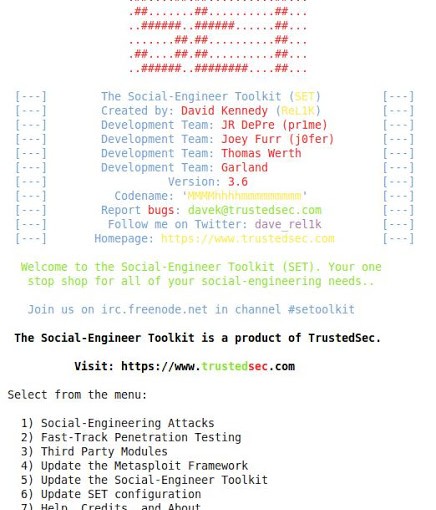 .##.......##..........##...
..######..######......##...
.......##.##..........##...
.##....##.##..........##...
..######..########....##...
[---] The Social-Engineer Toolkit (SET) [---]
[---] Created by: David Kennedy (ReL1K) [---]
[---] Development Team: JR DePre (pr1me) [---]
[---] Development Team: Joey Furr (j0fer) [---]
[---] Development Team: Thomas Werth [---]
[---] Development Team: Garland [---]
[---] Version: 3.6 [---]
[---] Codename: 'MMMMhhhhmmmmmmmmm' [---]
[---] Report bugs: davek@trustedsec.com [---]
[---] Follow me on Twitter: dave_rel1k [---]
[---] Homepage: https://www.trustedsec.com [---]
Welcome to the Social-Engineer Toolkit (SET). Your one
stop shop for all of your social-engineering needs..
Join us on irc.freenode.net in channel #setoolkit
The Social-Engineer Toolkit is a product of TrustedSec.
Visit: https://www.trustedsec.com
Select from the menu:
1) Social-Engineering Attacks
2) Fast-Track Penetration Testing
3) Third Party Modules
4) Update the Metasploit Framework
5) Update the Social-Engineer Toolkit
6) Update SET configuration
7) Help, Credits, and About